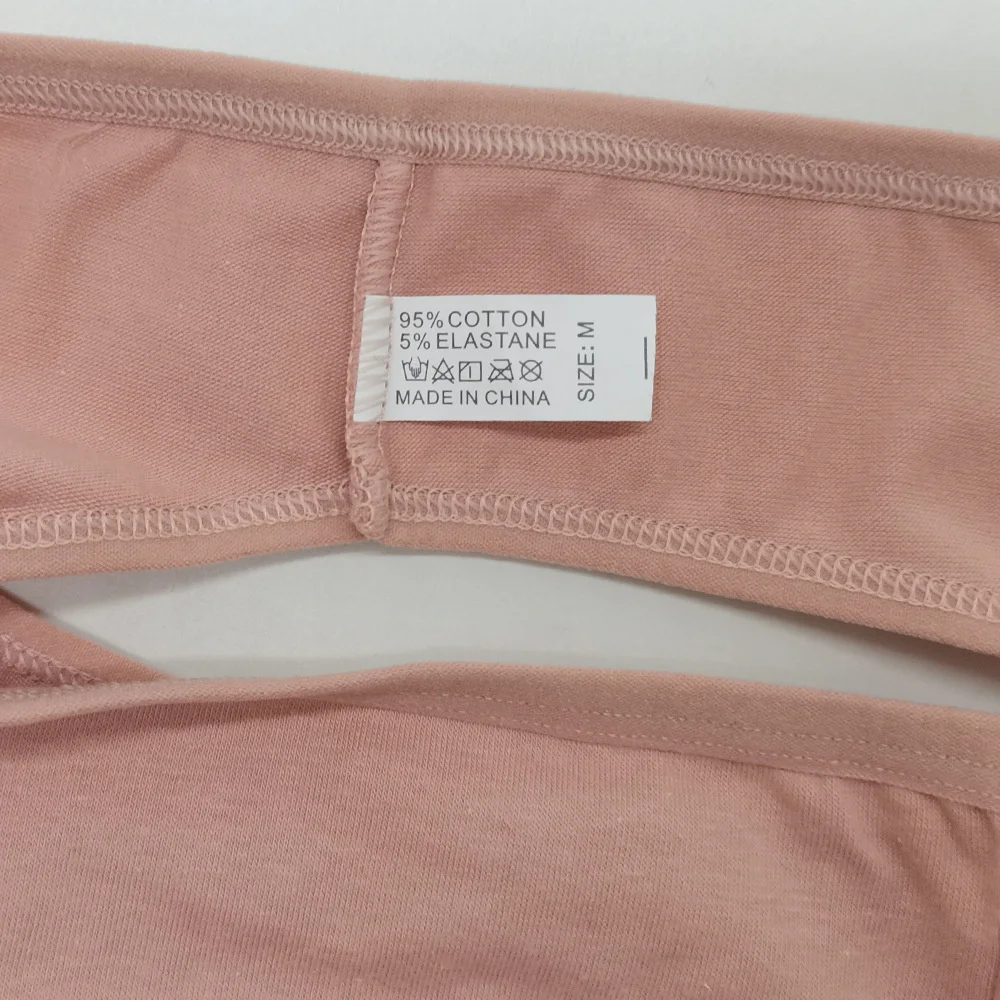 95% COTTON
5% ELASTANE
MADE IN CHINA
SIZE: M